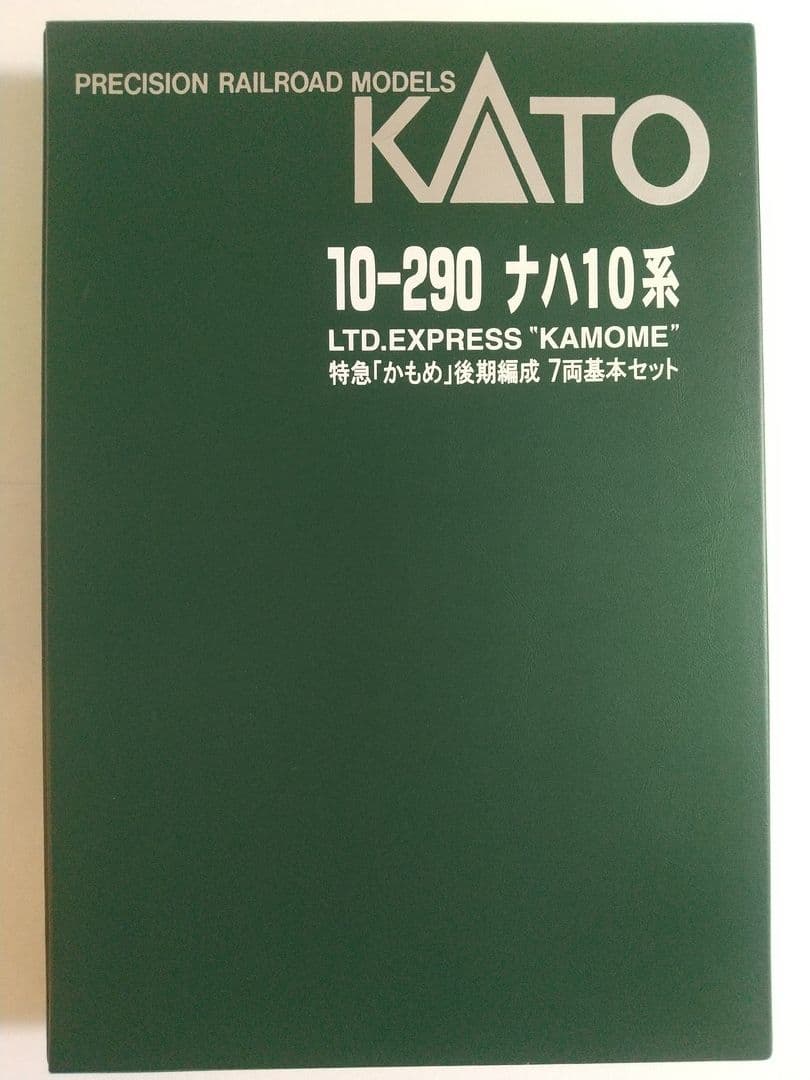 PRECISION RAILROAD MODELS
KATO
10-290 ナハ10系
LTD.EXPRESS "KAMOME"
特急「かもめ」後期編成 7両基本セット